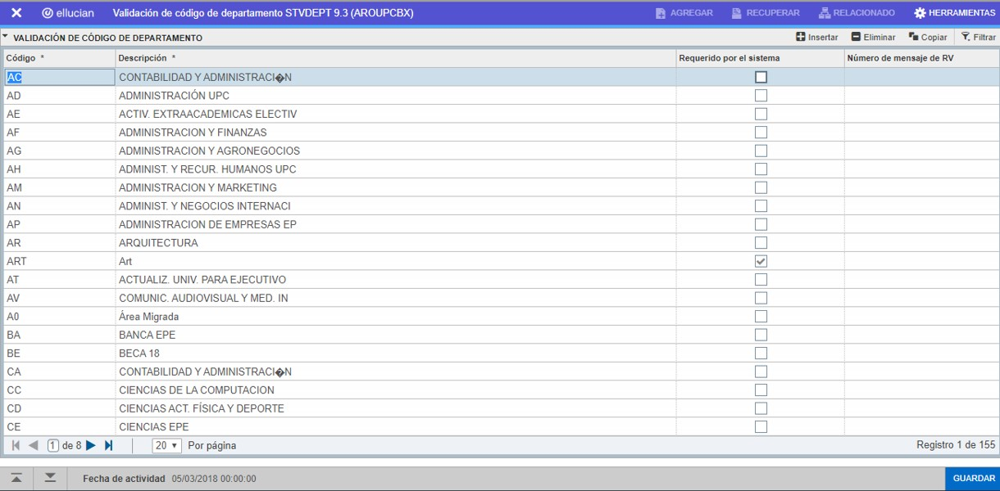 ellucian Validación de código de departamento STVDEPT 9.3 (AROUPCBX) AGREGAR RECUPERAR RELACIONADO HERRAMIENTAS
VALIDACIÓN DE CÓDIGO DE DEPARTAMENTO Insertar Eliminar Copiar Filtrar
Código * Descripción * Requerido por el sistema Número de mensaje de RV
AC CONTABILIDAD Y ADMINISTRACI�N
AD ADMINISTRACIÓN UPC
AE ACTIV. EXTRAACADEMICAS ELECTIV
AF ADMINISTRACION Y FINANZAS
AG ADMINISTRACION Y AGRONEGOCIOS
AH ADMINIST. Y RECUR. HUMANOS UPC
AM ADMINISTRACION Y MARKETING
AN ADMINIST. Y NEGOCIOS INTERNACI
AP ADMINISTRACION DE EMPRESAS EP
AR ARQUITECTURA
ART Art
AT ACTUALIZ. UNIV. PARA EJECUTIVO
AV COMUNIC. AUDIOVISUAL Y MED. IN
A0 Área Migrada
BA BANCA EPE
BE BECA 18
CA CONTABILIDAD Y ADMINISTRACI�N
CC CIENCIAS DE LA COMPUTACION
CD CIENCIAS ACT. FÍSICA Y DEPORTE
CE CIENCIAS EPE
1 de 8 20 Por página Registro 1 de 155
Fecha de actividad 05/03/2018 00:00:00 GUARDAR